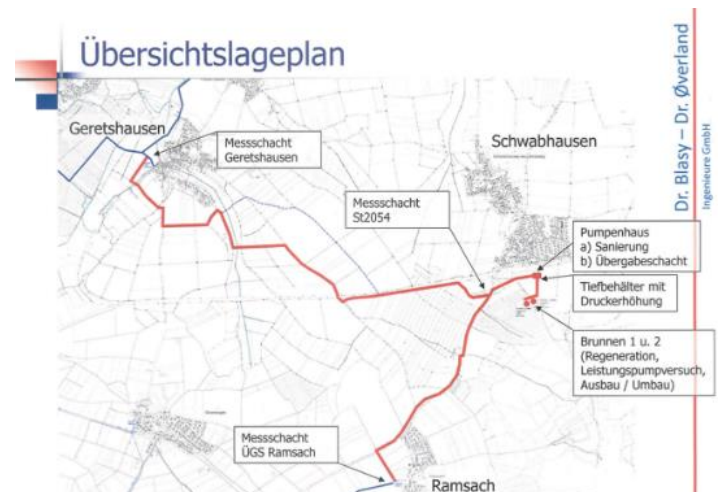 Übersichtslageplan
Dr. Blasy – Dr. Øverland
Ingenieure GmbH
Geretshausen
Messschacht
Geretshausen
Schwabhausen
Messschacht
St2054
Pumpenhaus
a) Sanierung
b) Übergabeschacht
Tiefbehälter mit
Druckerhöhung
Brunnen 1 u. 2
(Regeneration,
Leistungspumpversuch,
Ausbau / Umbau)
Messschacht
ÜGS Ramsach
Ramsach